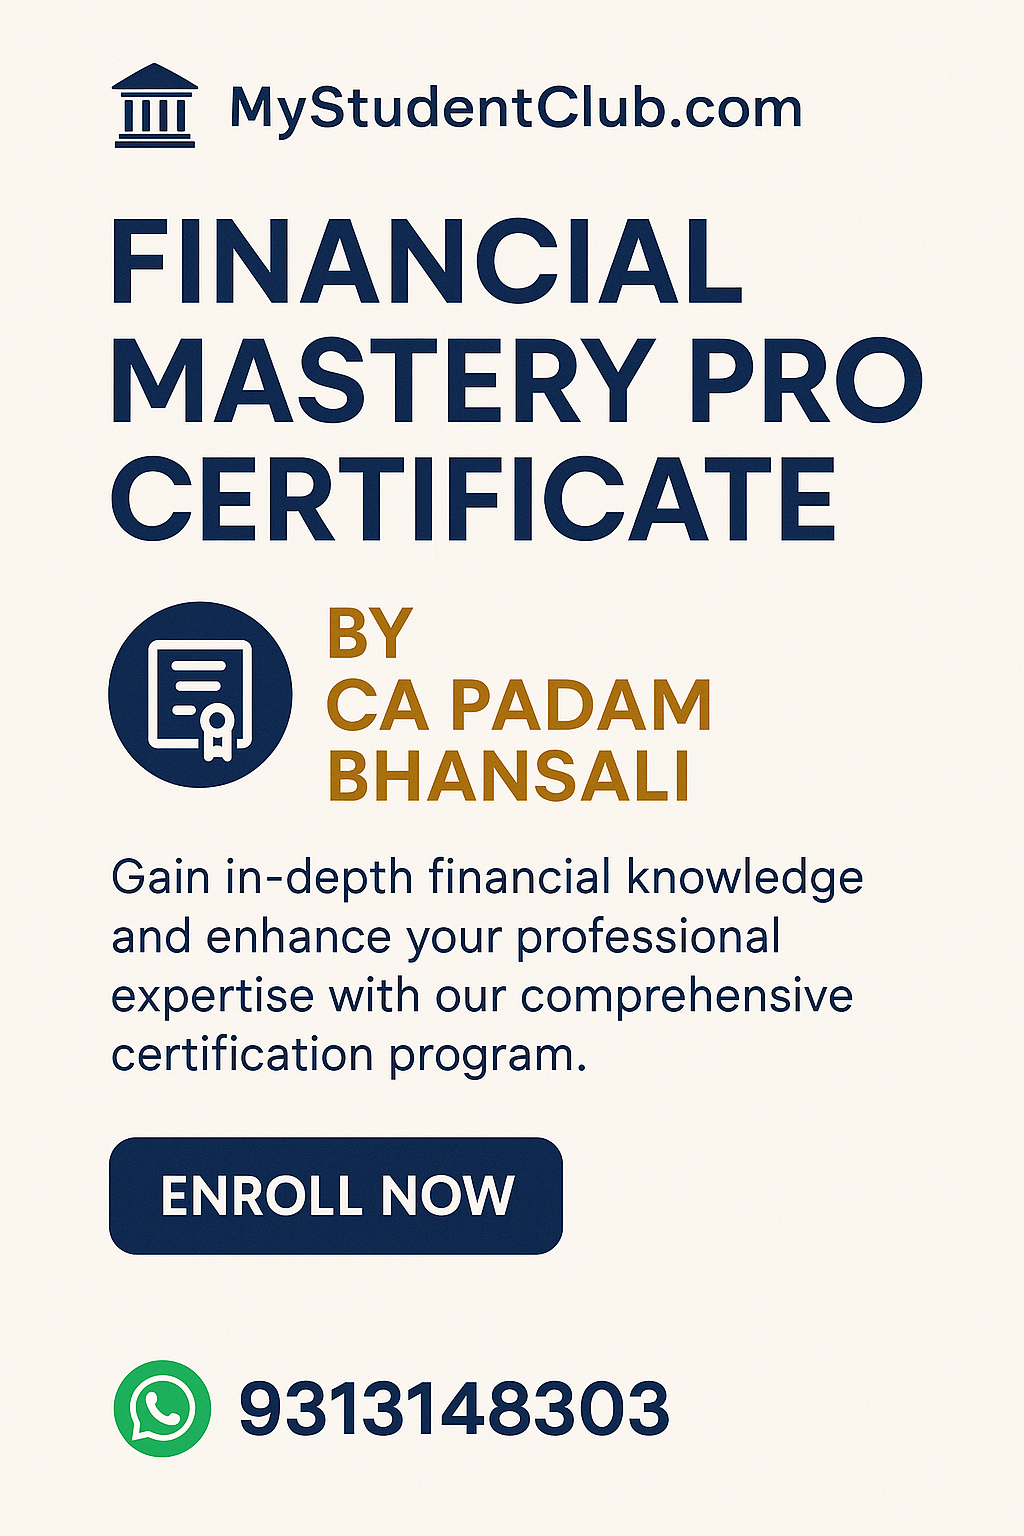 MyStudentClub.com
FINANCIAL
MASTERY PRO
CERTIFICATE
BY
CA PADAM
BHANSALI
Gain in-depth financial knowledge
and enhance your professional
expertise with our comprehensive
certification program.
ENROLL NOW
9313148303